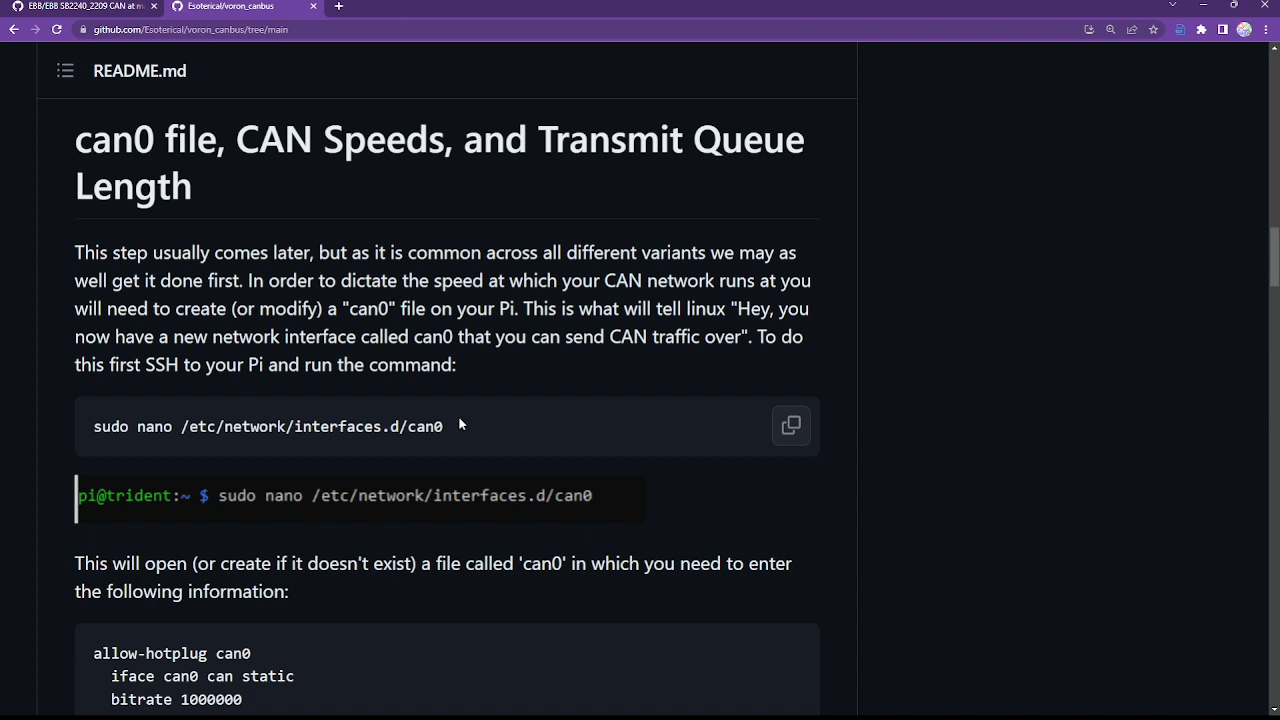 EBB/EBB SB2240_2209 CAN at m
Esoterical/voron_canbus
github.com/Esoterical/voron_canbus/tree/main
README.md
can0 file, CAN Speeds, and Transmit Queue
Length
This step usually comes later, but as it is common across all different variants we may as
well get it done first. In order to dictate the speed at which your CAN network runs at you
will need to create (or modify) a "can0" file on your Pi. This is what will tell linux "Hey, you
now have a new network interface called can0 that you can send CAN traffic over". To do
this first SSH to your Pi and run the command:
sudo nano /etc/network/interfaces.d/can0
pi@trident:~ $ sudo nano /etc/network/interfaces.d/can0
This will open (or create if it doesn't exist) a file called 'can0' in which you need to enter
the following information:
allow-hotplug can0
iface can0 can static
bitrate 1000000